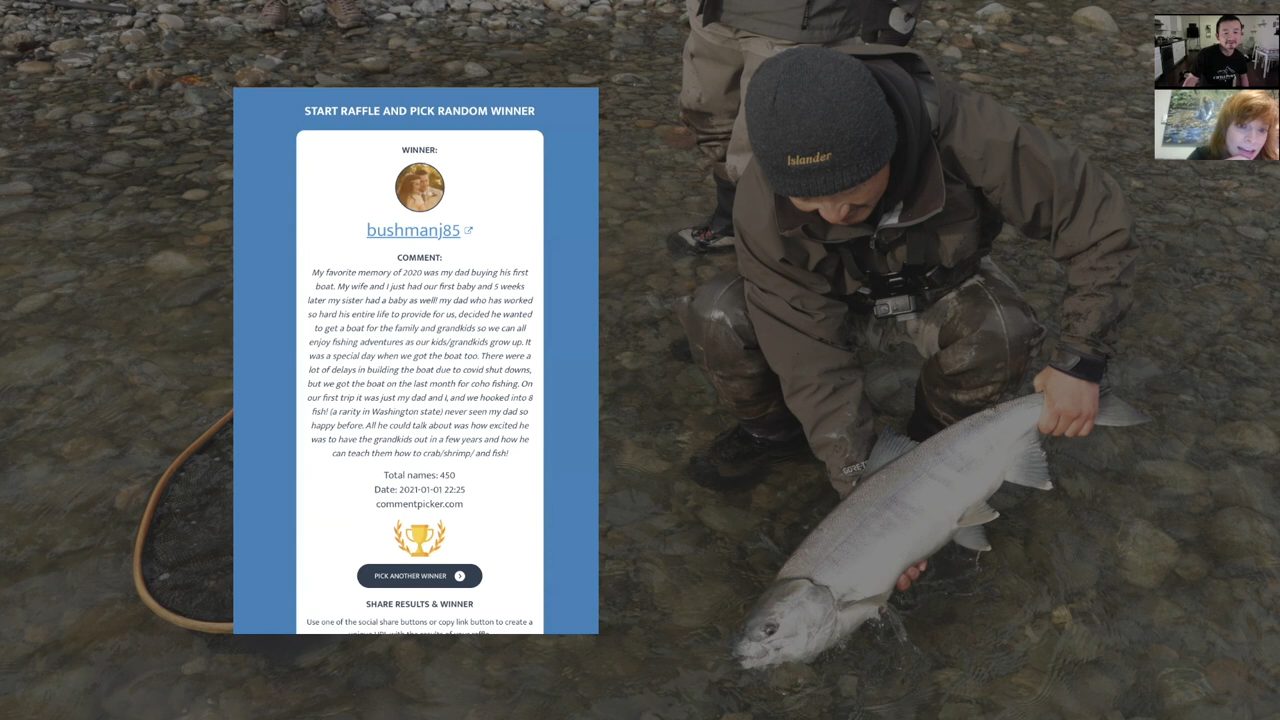 START RAFFLE AND PICK RANDOM WINNER
WINNER:
bushmanj85
COMMENT:
My favorite memory of 2020 was my dad buying his first
boat. My wife and I just had our first baby and 5 weeks
later my sister had a baby as well! my dad who has worked
so hard his entire life to provide for us, decided he wanted
to get a boat for the family and grandkids so we can all
enjoy fishing adventures as our kids/grandkids grow up. It
was a special day when we got the boat too. There were a
lot of delays in building the boat due to covid shut downs,
but we got the boat on the last month for coho fishing. On
our first trip it was just my dad and I, and we hooked into 8
fish! (a rarity in Washington state) never seen my dad so
happy before. All he could talk about was how excited he
was to have the grandkids out in a few years and how he
can teach them how to crab/shrimp/ and fish!
Total names: 450
Date: 2021-01-01 22:25
commentpicker.com
PICK ANOTHER WINNER
SHARE RESULTS & WINNER
Use one of the social share buttons or copy link button to create a
Islander
GORE-T